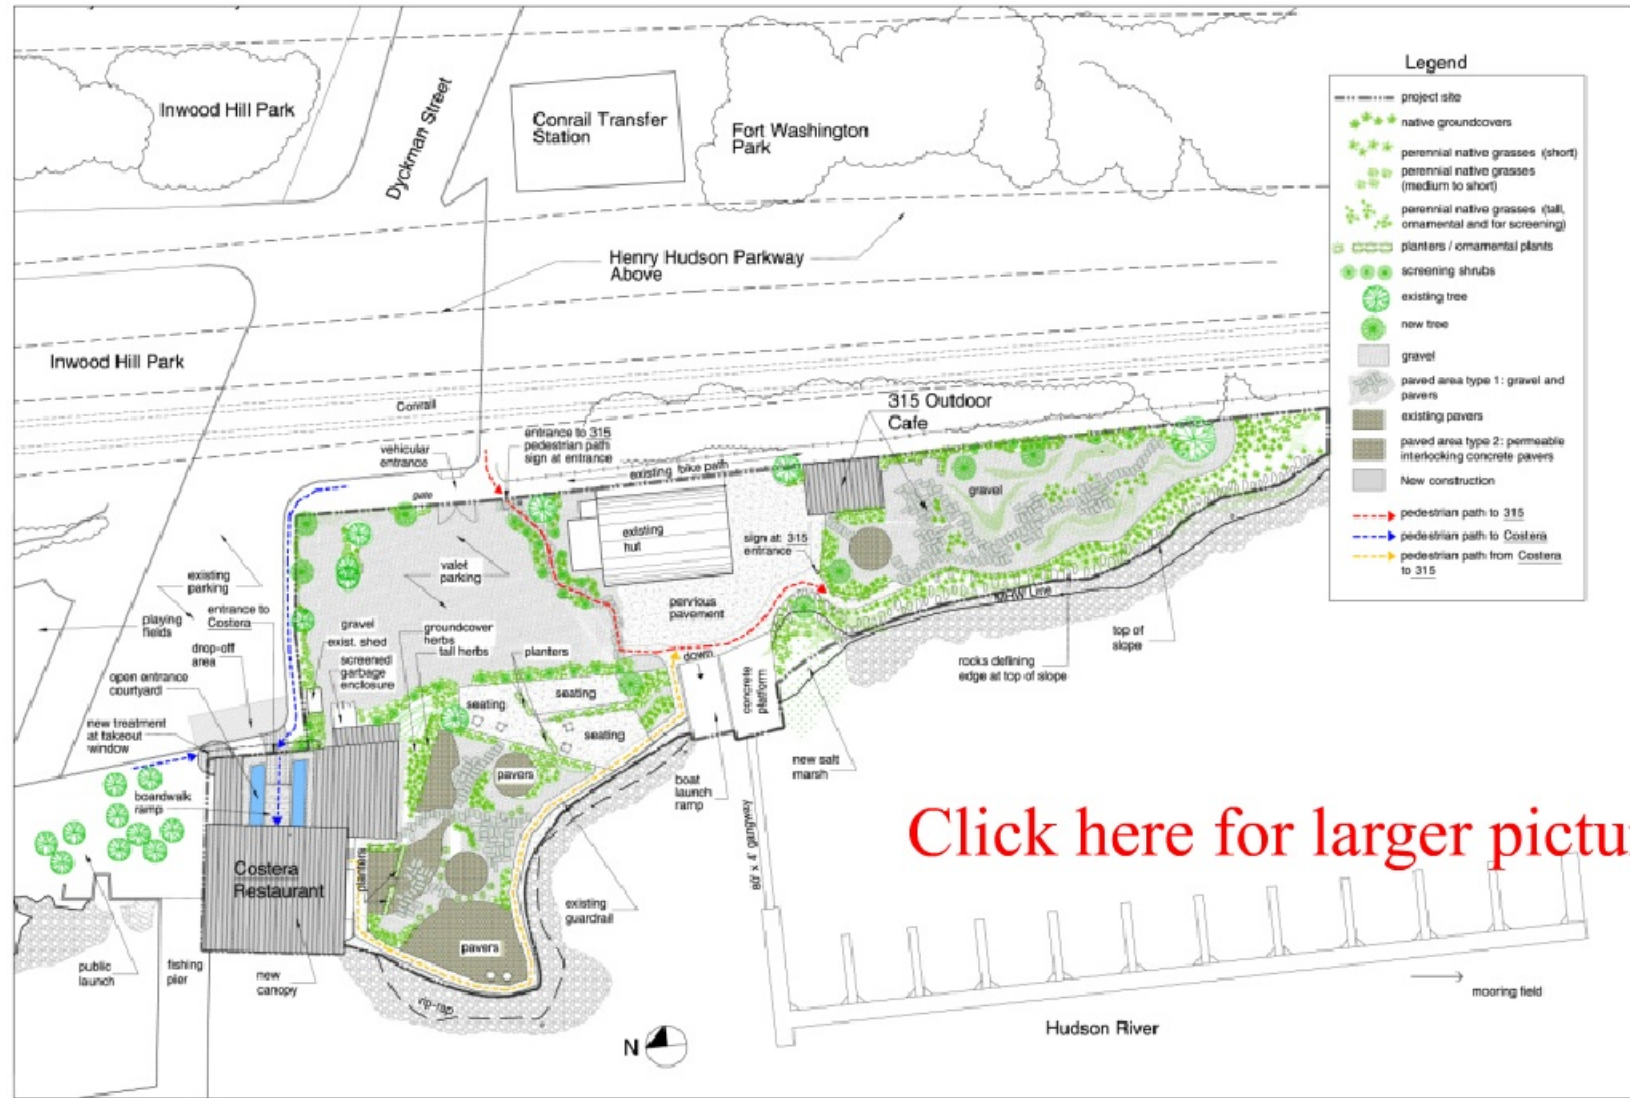 Inwood Hill Park
Dyckman Street
Conrail Transfer
Station
Fort Washington
Park
Henry Hudson Parkway
Above
Inwood Hill Park
Conrail
315 Outdoor
Cafe
entrance to 315
pedestrian path
sign at entrance
vehicular
entrance
existing bike path
gate
gravel
existing
hut
sign at 315
entrance
valet
parking
existing
parking
entrance to
Costera
playing
fields
pervious
pavement
MHW Line
gravel
groundcover
herbs
tall herbs
exist. shed
planters
drop-off
area
screened
garbage
enclosure
down
top of
slope
rocks defining
edge at top of slope
open entrance
courtyard
seating
seating
seating
concrete
platform
new treatment
at takeout
window
new salt
marsh
pavers
boat
launch
ramp
boardwalk
ramp
80' x 4' gangway
Click here for larger pictu
Costera
Restaurant
planters
existing
guardrail
pavers
public
launch
fishing
pier
new
canopy
rip-rap
mooring field
Hudson River
N
Legend
project site
native groundcovers
perennial native grasses (short)
perennial native grasses
(medium to short)
perennial native grasses (tall,
ornamental and for screening)
planters / ornamental plants
screening shrubs
existing tree
new tree
gravel
paved area type 1: gravel and
pavers
existing pavers
paved area type 2: permeable
interlocking concrete pavers
New construction
pedestrian path to 315
pedestrian path to Costera
pedestrian path from Costera
to 315